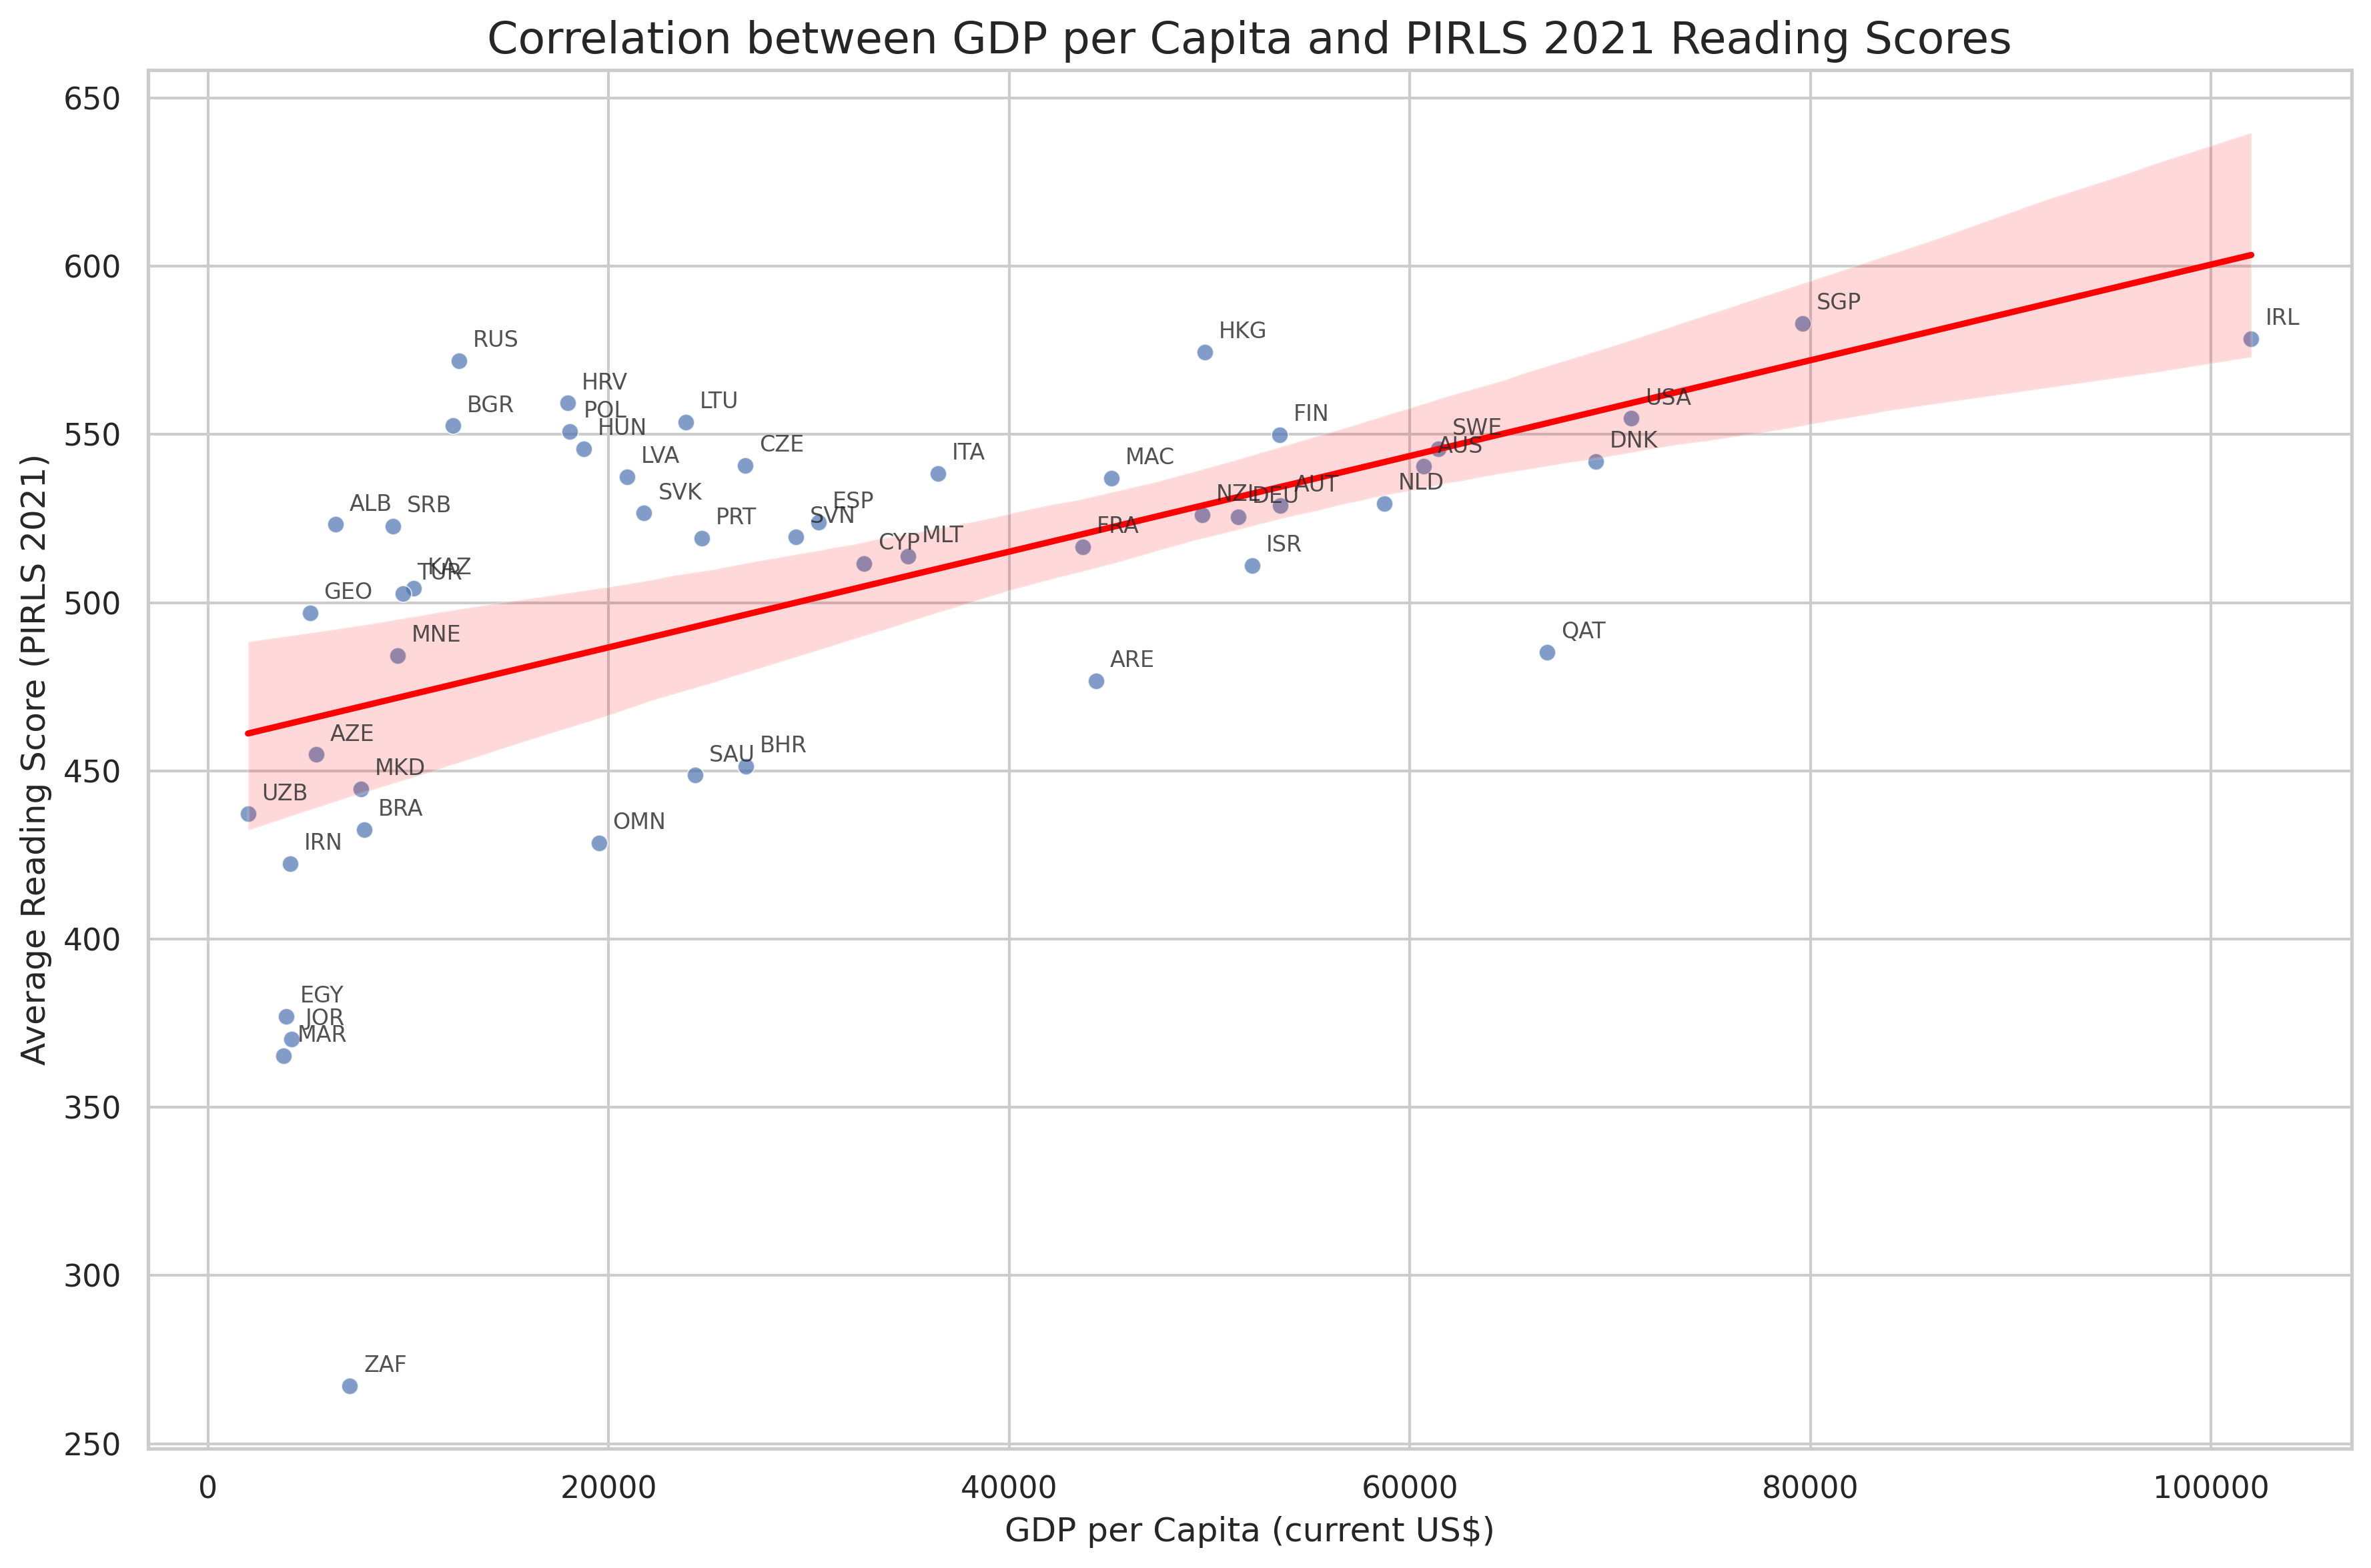 Correlation between GDP per Capita and PIRLS 2021 Reading Scores
Average Reading Score (PIRLS 2021)
650
600
550
500
450
400
350
300
250
RUS
BGR
HRV
POL
HUN
LTU
LVA
CZE
SVK
PRT
ITA
ESP
SVN
CYP
MLT
ALB
SRB
KAZ
TUR
GEO
MNE
AZE
MKD
UZB
BRA
IRN
SAU
BHR
OMN
EGY
JOR
MAR
ZAF
HKG
FIN
MAC
NZL
DEU
AUT
FRA
ISR
NLD
SWE
AUS
USA
DNK
SGP
IRL
ARE
QAT
0
20000
40000
60000
80000
100000
GDP per Capita (current US$)